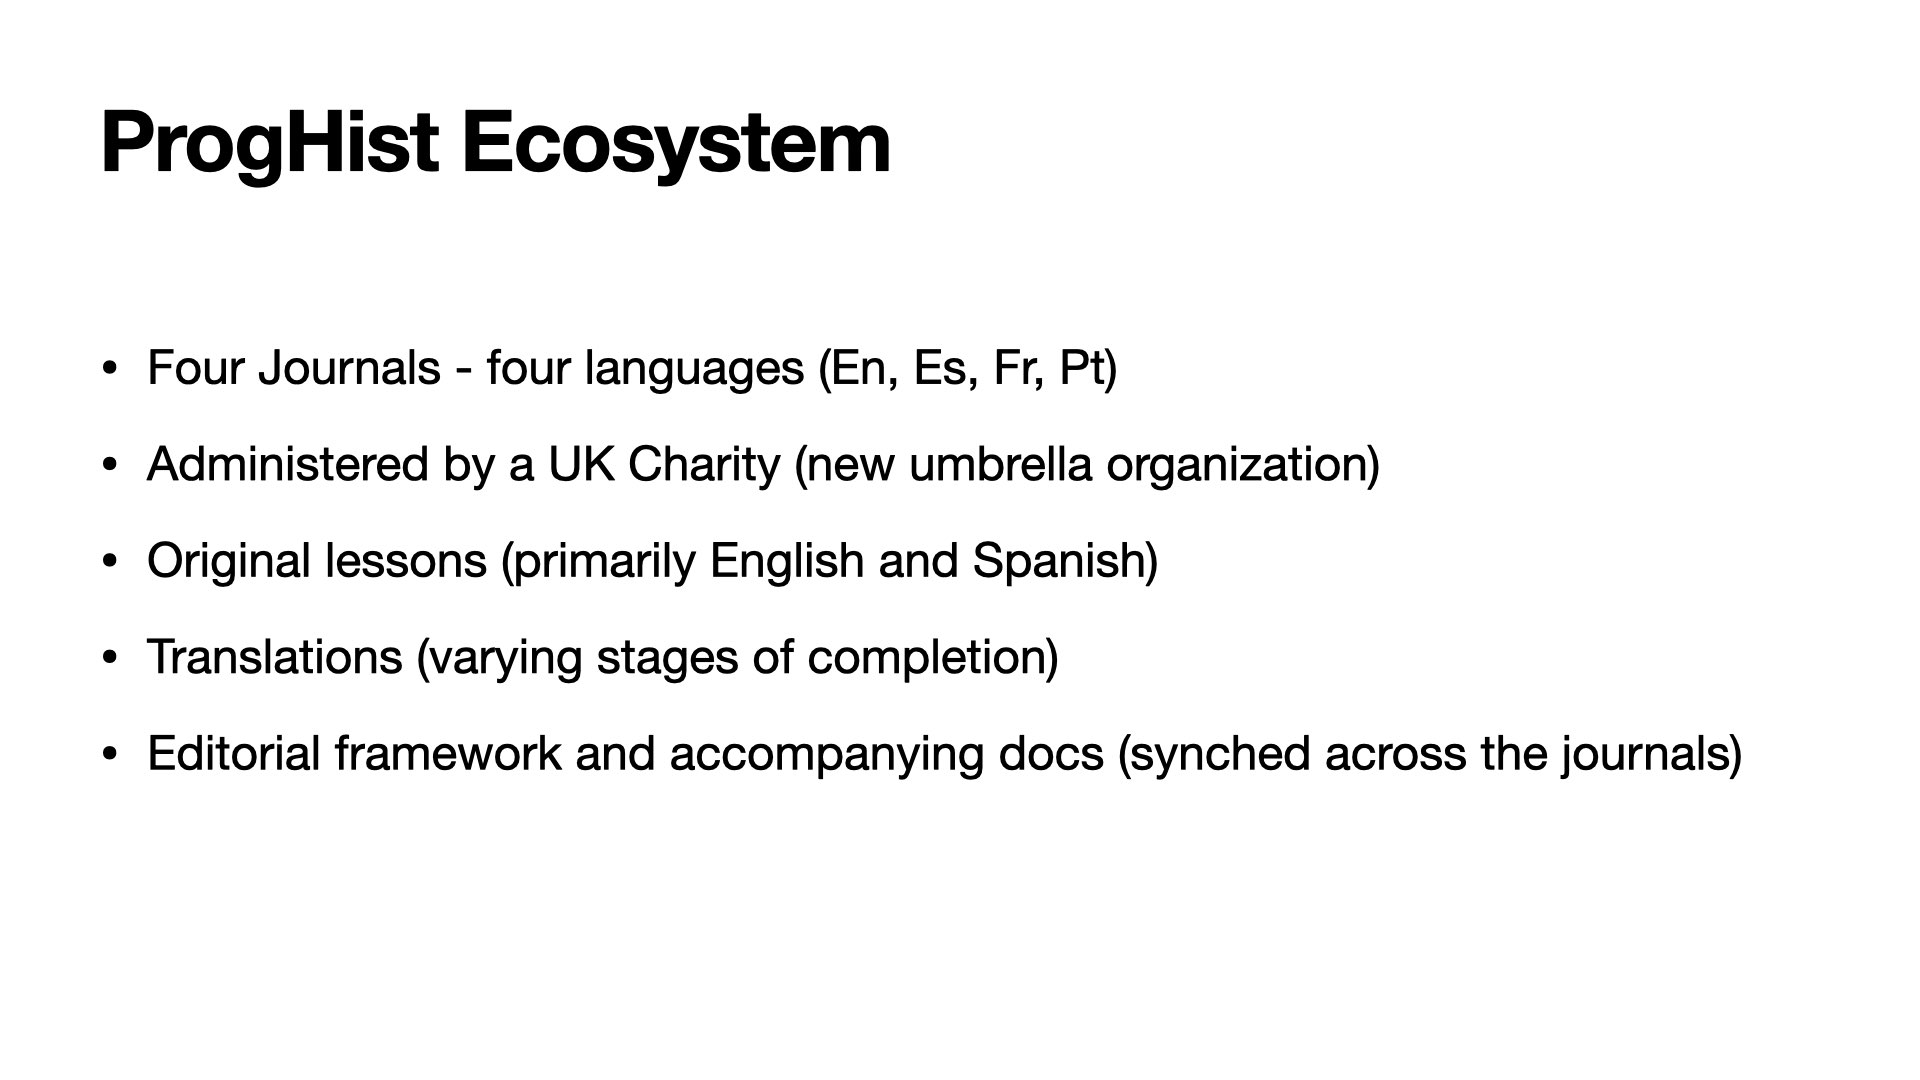 ProgHist Ecosystem
• Four Journals - four languages (En, Es, Fr, Pt)
• Administered by a UK Charity (new umbrella organization)
• Original lessons (primarily English and Spanish)
• Translations (varying stages of completion)
• Editorial framework and accompanying docs (synched across the journals)